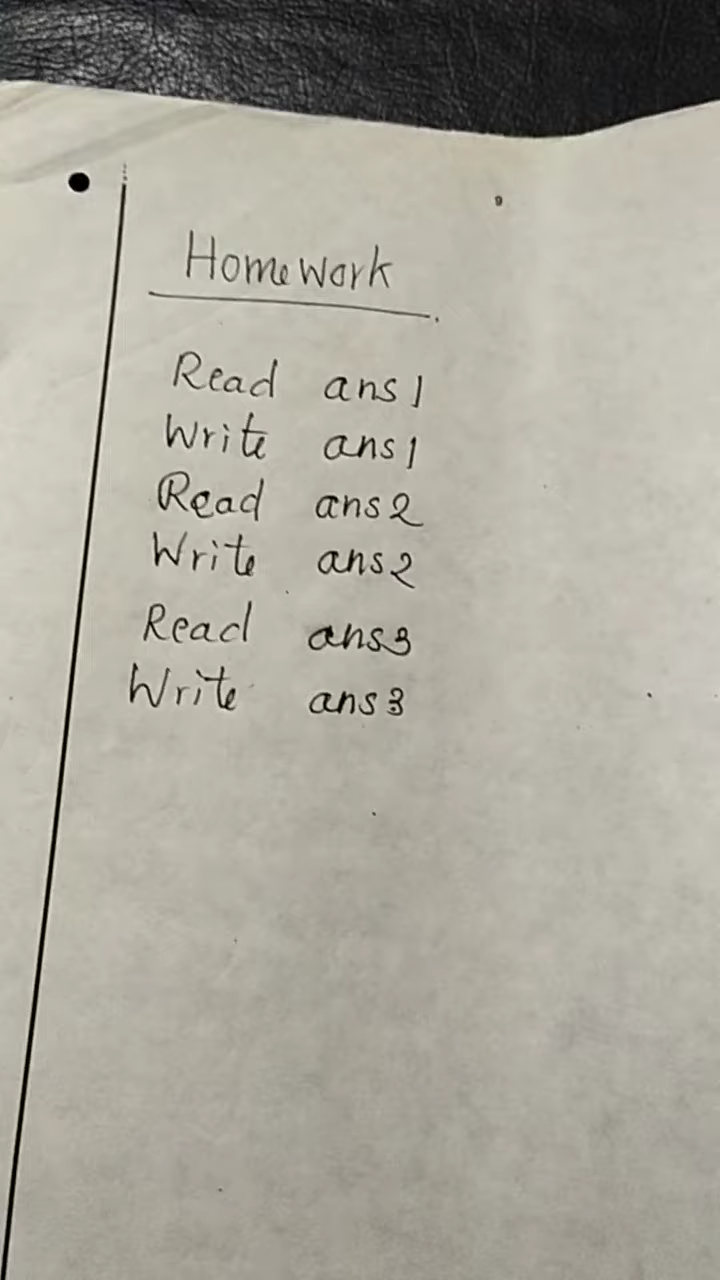 Homework
Read ans 1
Write ans 1
Read ans 2
Write ans 2
Read ans 3
Write ans 3